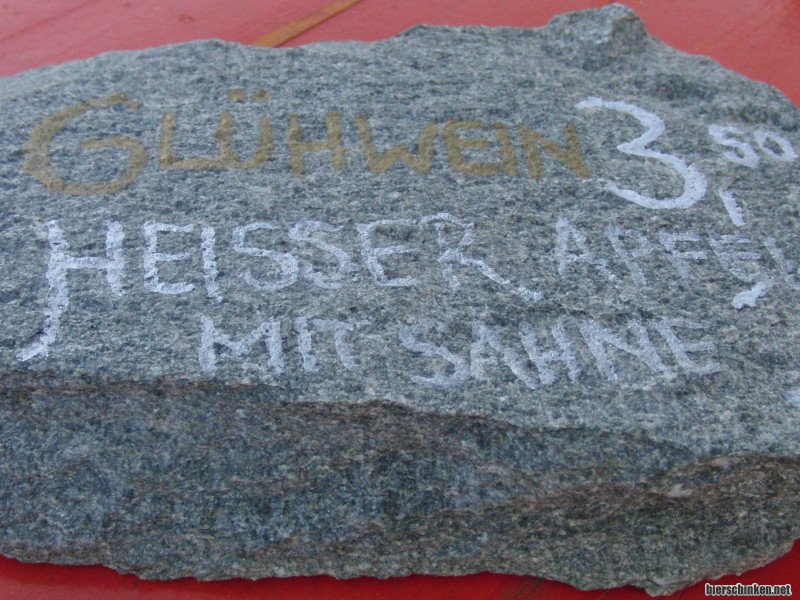 GLÜHWEIN 3,50
HEISSER APFEL
MIT SAHNE
bierschinken.net